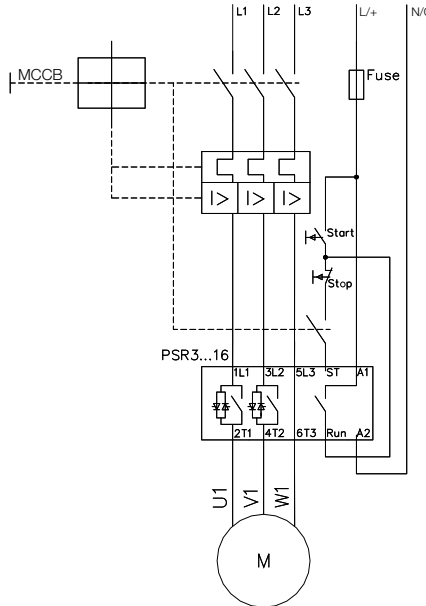 L1 L2 L3 L/+
MCCB
Fuse
I> I> I>
Start
Stop
PSR3...16
1L1 3L2 5L3 ST A1
2T1 4T2 6T3 Run A2
U1 V1 W1
M